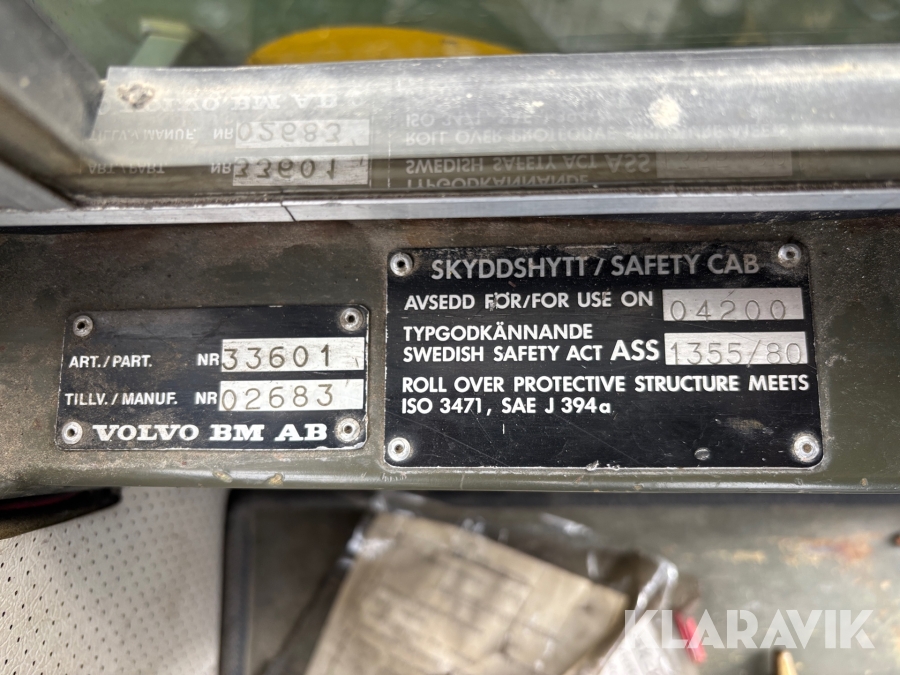 ART./PART. NR 33601
TILLV./MANUF. NR 02683
VOLVO BM AB
SKYDDSHYTT / SAFETY CAB
AVSEDD FÖR/FOR USE ON 04200
TYPGODKÄNNANDE
SWEDISH SAFETY ACT ASS 1355/80
ROLL OVER PROTECTIVE STRUCTURE MEETS
ISO 3471, SAE J 394a
KLARAVIK